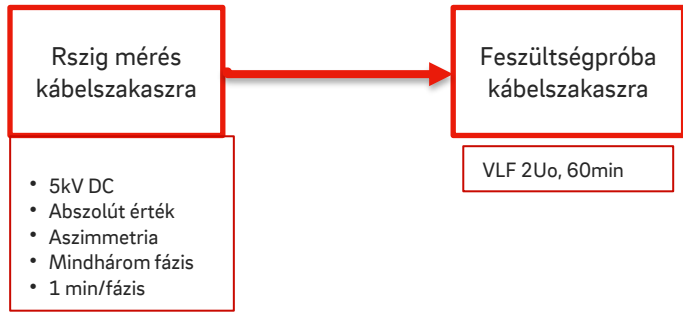 Rszig mérés
kábelszakaszra
• 5kV DC
• Abszolút érték
• Aszimmetria
• Mindhárom fázis
• 1 min/fázis
Feszültségpróba
kábelszakaszra
VLF 2Uo, 60min